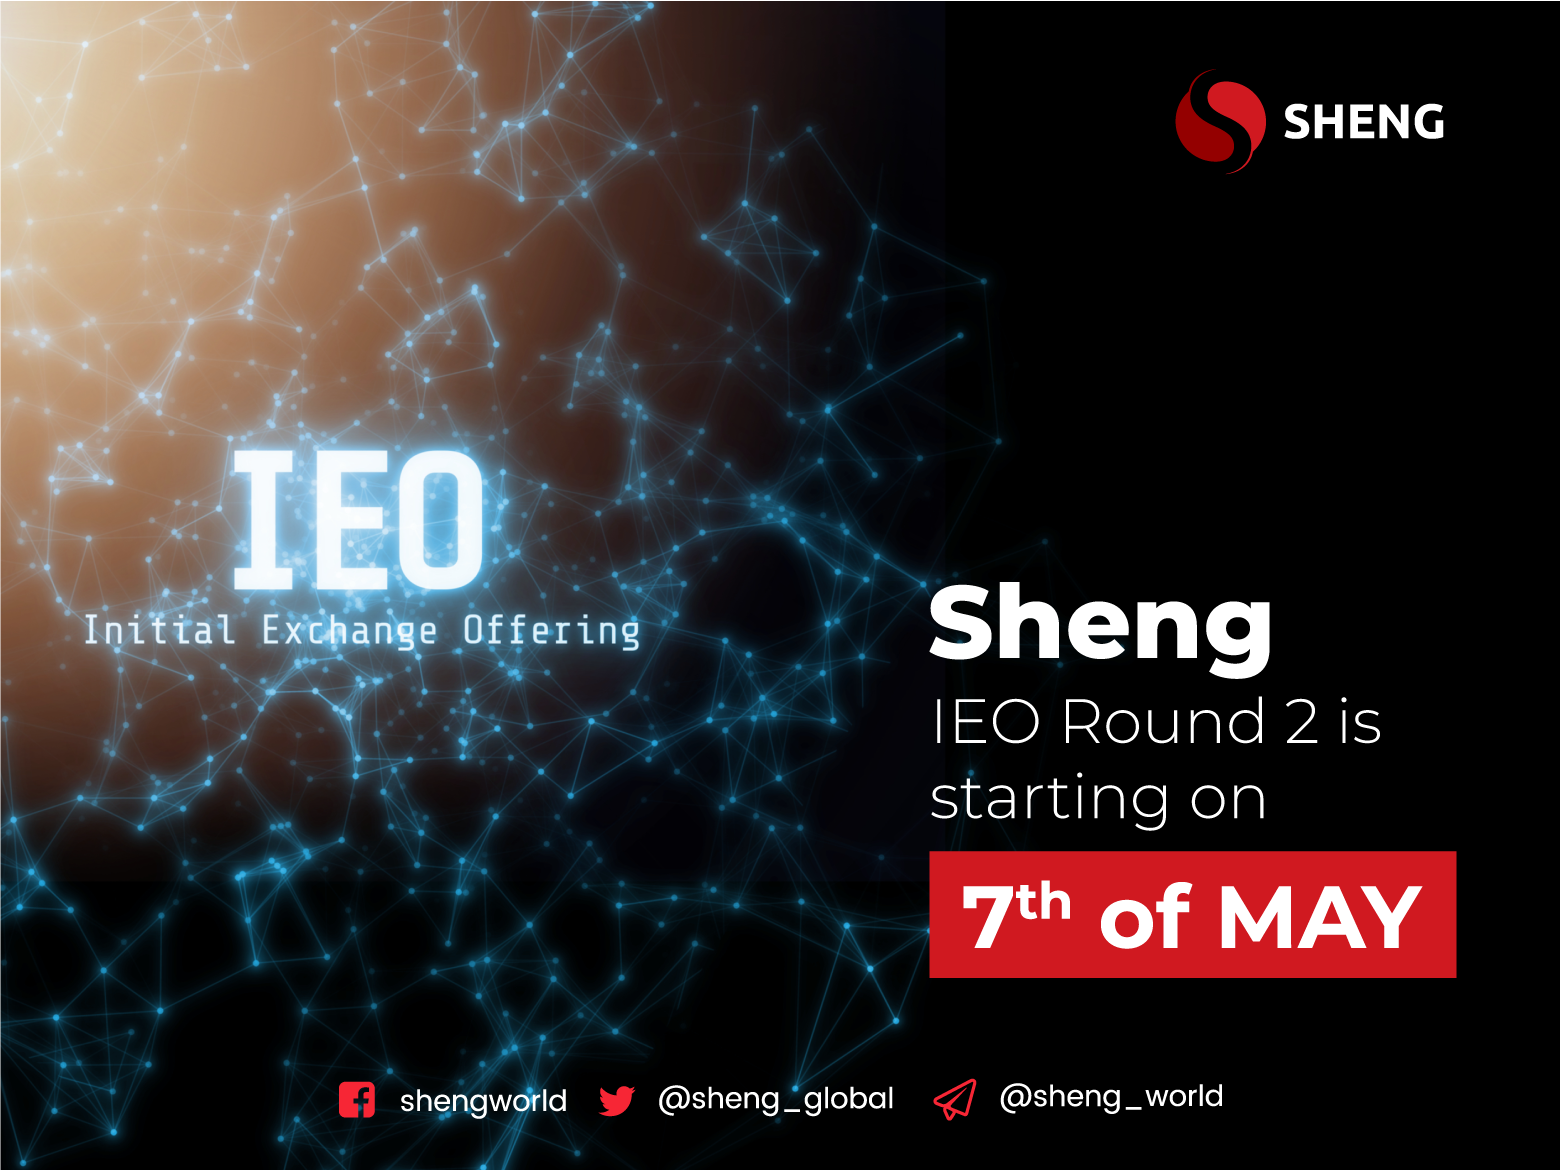 SHENG
IEO
Initial Exchange Offering
Sheng
IEO Round 2 is
starting on
7th of MAY
shengworld
@sheng_global
@sheng_world